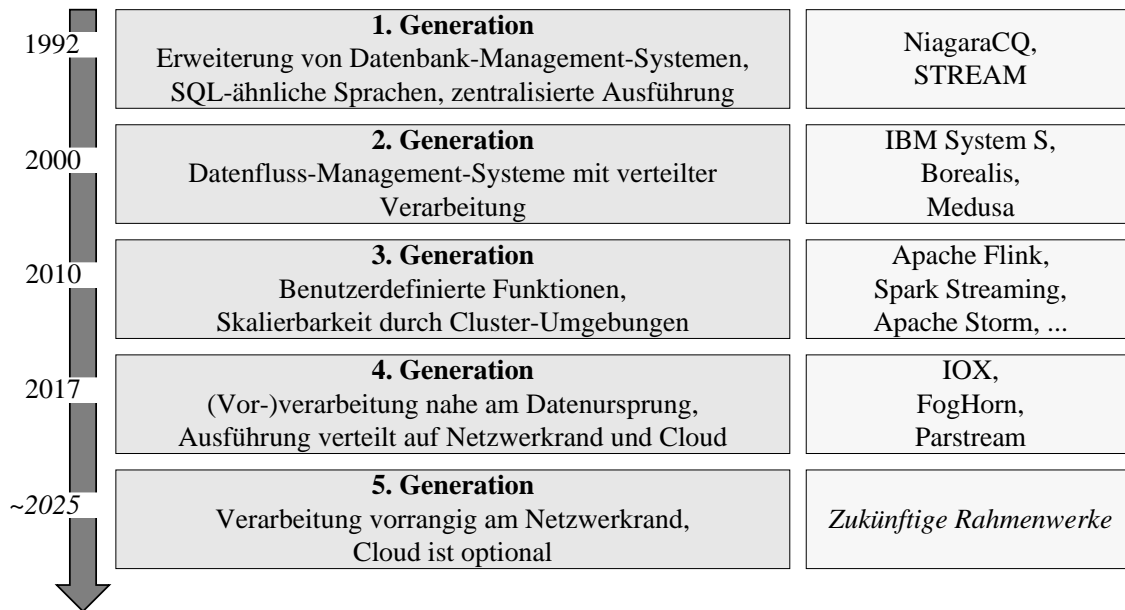 1992
1. Generation
Erweiterung von Datenbank-Management-Systemen,
SQL-ähnliche Sprachen, zentralisierte Ausführung
NiagaraCQ,
STREAM
2000
2. Generation
Datenfluss-Management-Systeme mit verteilter
Verarbeitung
IBM System S,
Borealis,
Medusa
2010
3. Generation
Benutzerdefinierte Funktionen,
Skalierbarkeit durch Cluster-Umgebungen
Apache Flink,
Spark Streaming,
Apache Storm, ...
2017
4. Generation
(Vor-)verarbeitung nahe am Datenursprung,
Ausführung verteilt auf Netzwerkrand und Cloud
IOX,
FogHorn,
Parstream
~2025
5. Generation
Verarbeitung vorrangig am Netzwerkrand,
Cloud ist optional
Zukünftige Rahmenwerke